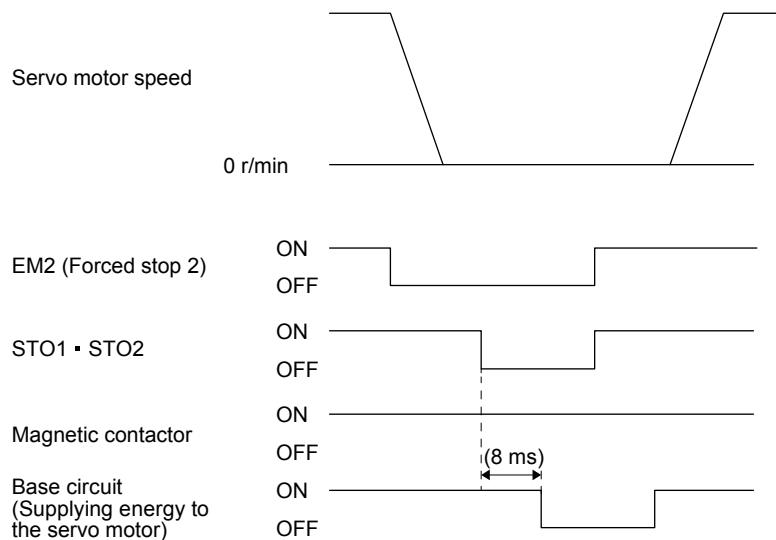 Servo motor speed
0 r/min
EM2 (Forced stop 2)
ON
OFF
STO1 ▪ STO2
ON
OFF
Magnetic contactor
ON
OFF
(8 ms)
Base circuit
(Supplying energy to
the servo motor)
ON
OFF